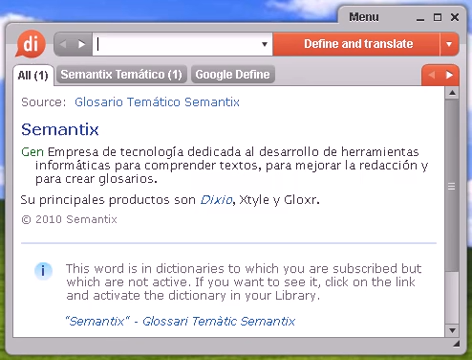 Menu
di
Define and translate
All (1) Semantix Temático (1) Google Define
Source: Glosario Temático Semantix
Semantix
Gen Empresa de tecnología dedicada al desarrollo de herramientas
informáticas para comprender textos, para mejorar la redacción y
para crear glosarios.
Su principales productos son Dixio, Xtyle y Gloxr.
© 2010 Semantix
i
This word is in dictionaries to which you are subscribed but
which are not active. If you want to see it, click on the link
and activate the dictionary in your Library.
"Semantix" - Glossari Temàtic Semantix